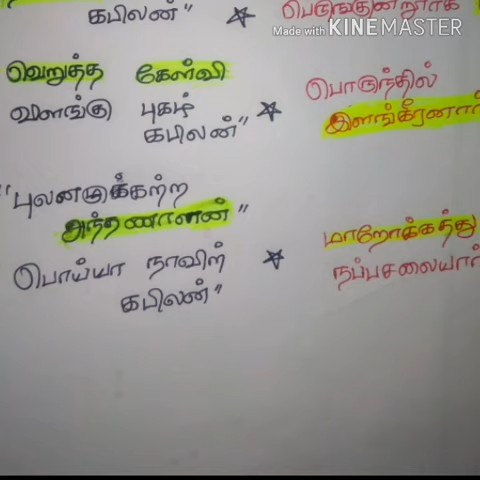 கபிலன்" ☆ பெருங்குன்றூர்க்
Made with KINEMASTER
வெறுத்த கேள்வி
விளங்கு புகழ்
கபிலன்" ☆
பொருந்தில்
இளங்கீரனார்
"புலனழுக்கற்ற
அந்தணாளன்"
பொய்யா நாவிற் ☆
கபிலன்"
மாறோக்கத்து
நப்பசலையார்